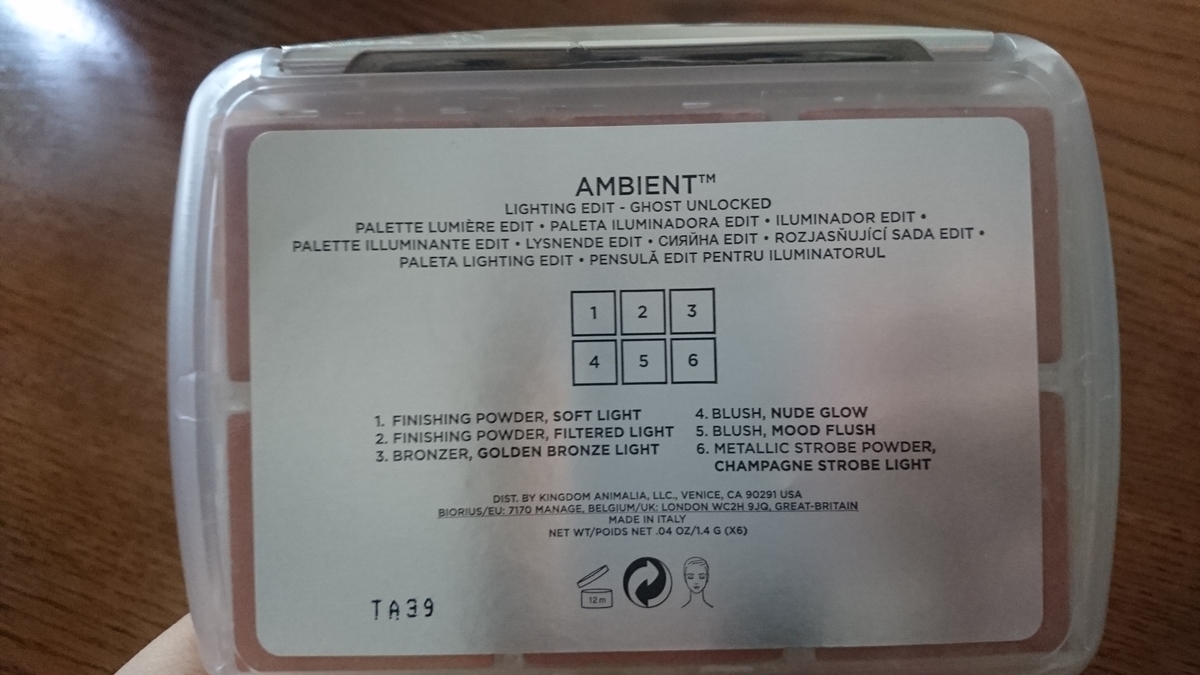 AMBIENT™
LIGHTING EDIT - GHOST UNLOCKED
PALETTE LUMIÈRE EDIT • PALETA ILUMINADORA EDIT • ILUMINADOR EDIT •
PALETTE ILLUMINANTE EDIT • LYSNENDE EDIT • СИЯЙНА EDIT • ROZJASŇUJÍCÍ SADA EDIT •
PALETA LIGHTING EDIT • PENSULĂ EDIT PENTRU ILUMINATORUL
1 2 3
4 5 6
1. FINISHING POWDER, SOFT LIGHT
2. FINISHING POWDER, FILTERED LIGHT
3. BRONZER, GOLDEN BRONZE LIGHT
4. BLUSH, NUDE GLOW
5. BLUSH, MOOD FLUSH
6. METALLIC STROBE POWDER,
CHAMPAGNE STROBE LIGHT
DIST. BY KINGDOM ANIMALIA, LLC., VENICE, CA 90291 USA
BIORIUS/EU: 7170 MANAGE, BELGIUM/UK: LONDON WC2H 9JQ, GREAT-BRITAIN
MADE IN ITALY
NET WT/POIDS NET .04 OZ/1.4 G (X6)
12 m
TA39